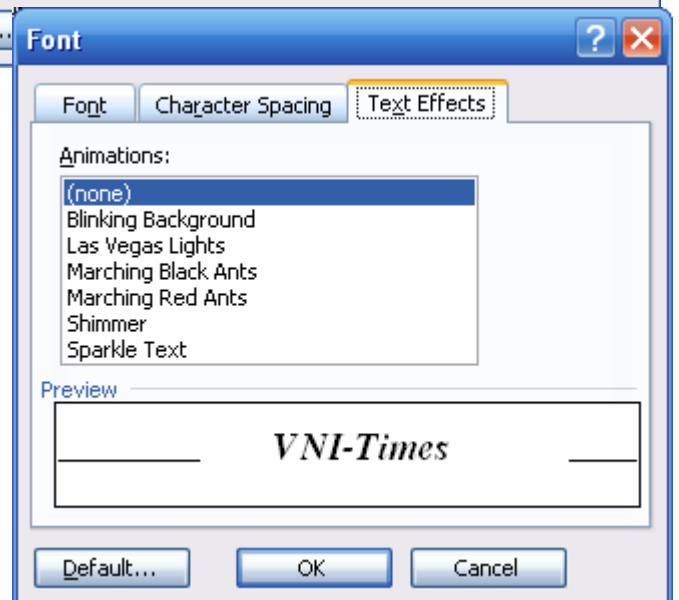 Font
Font Character Spacing Text Effects
Animations:
(none)
Blinking Background
Las Vegas Lights
Marching Black Ants
Marching Red Ants
Shimmer
Sparkle Text
Preview
VNI-Times
Default... OK Cancel